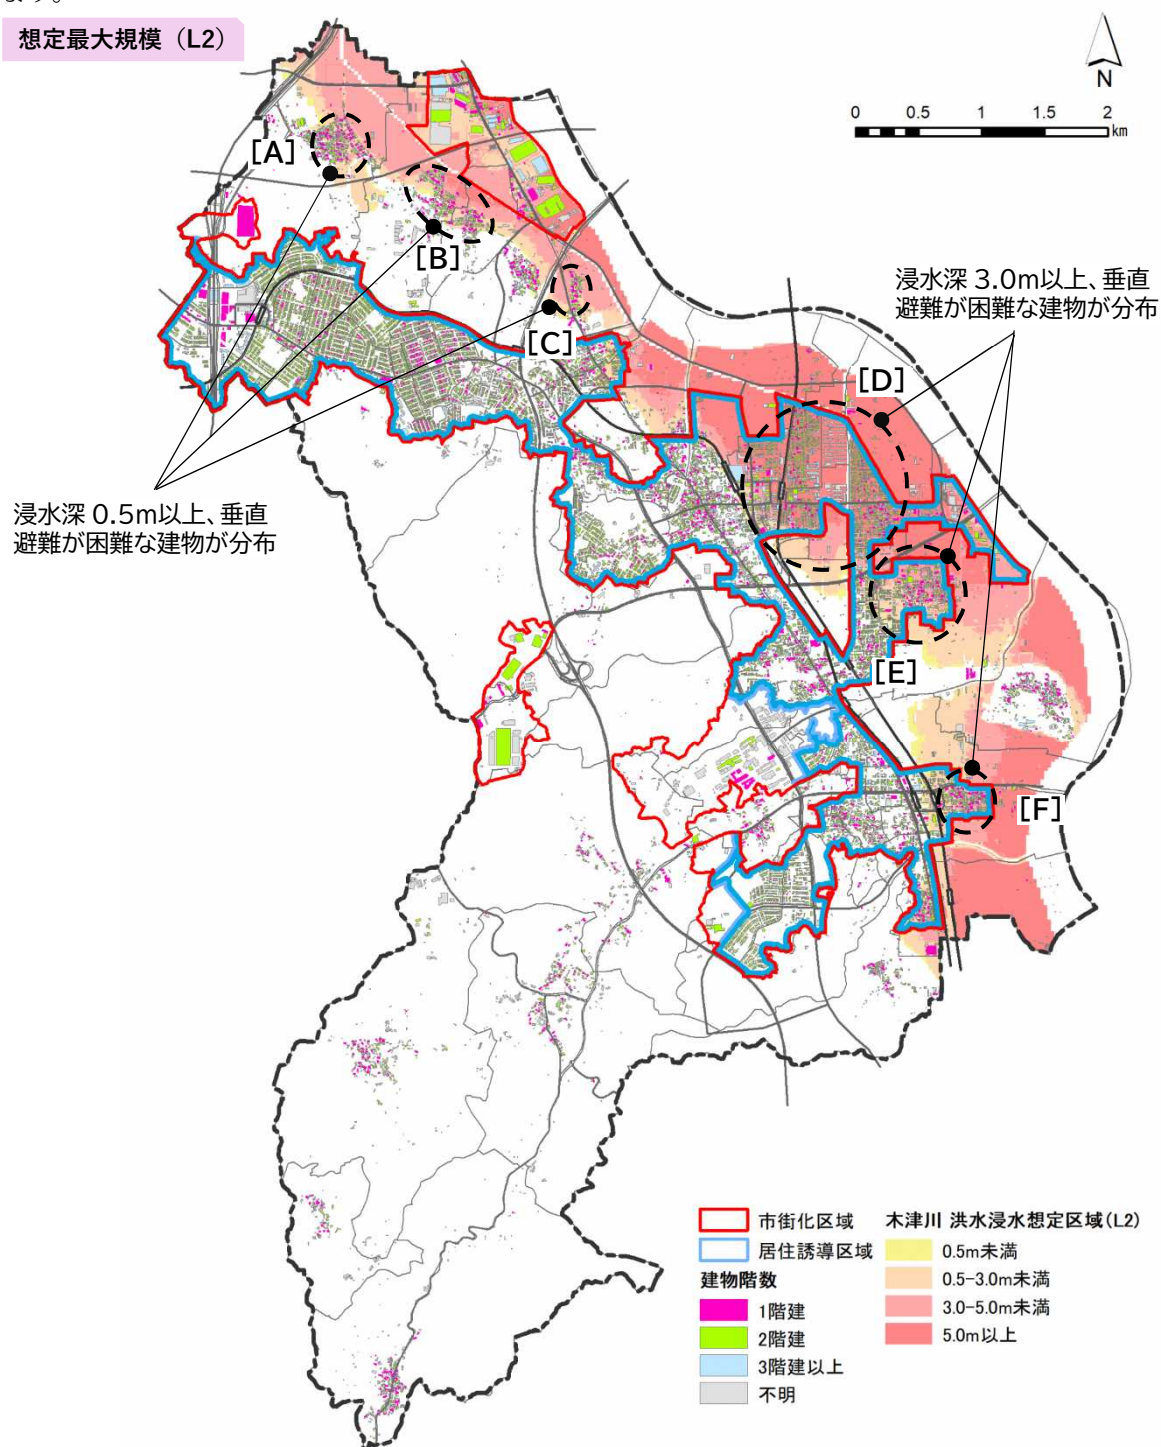 ます。
想定最大規模（L2）
N
0 0.5 1 1.5 2
km
[A]
[B]
[C]
浸水深 3.0m以上、垂直
避難が困難な建物が分布
[D]
浸水深 0.5m以上、垂直
避難が困難な建物が分布
[E]
[F]
市街化区域
居住誘導区域
建物階数
1階建
2階建
3階建以上
不明
木津川 洪水浸水想定区域(L2)
0.5m未満
0.5-3.0m未満
3.0-5.0m未満
5.0m以上